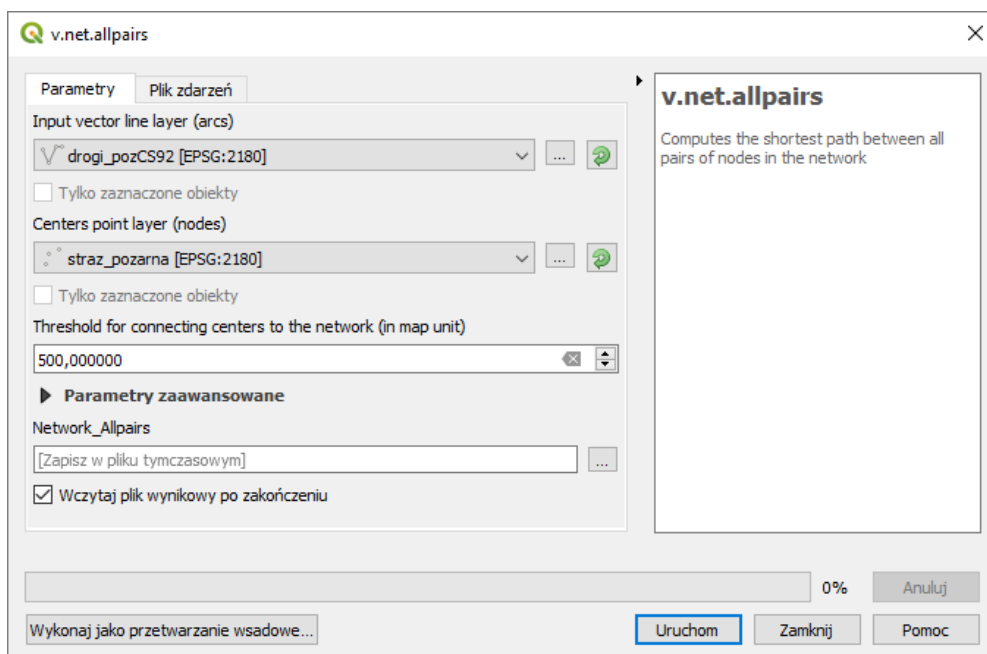 v.net.allpairs
Parametry
Plik zdarzeń
Input vector line layer (arcs)
drogi_pozCS92 [EPSG:2180]
...
Tylko zaznaczone obiekty
Centers point layer (nodes)
straz_pozarna [EPSG:2180]
...
Tylko zaznaczone obiekty
Threshold for connecting centers to the network (in map unit)
500,000000
Parametry zaawansowane
Network_Allpairs
[Zapisz w pliku tymczasowym]
...
Wczytaj plik wynikowy po zakończeniu
v.net.allpairs
Computes the shortest path between all
pairs of nodes in the network
0%
Anuluj
Wykonaj jako przetwarzanie wsadowe...
Uruchom
Zamknij
Pomoc